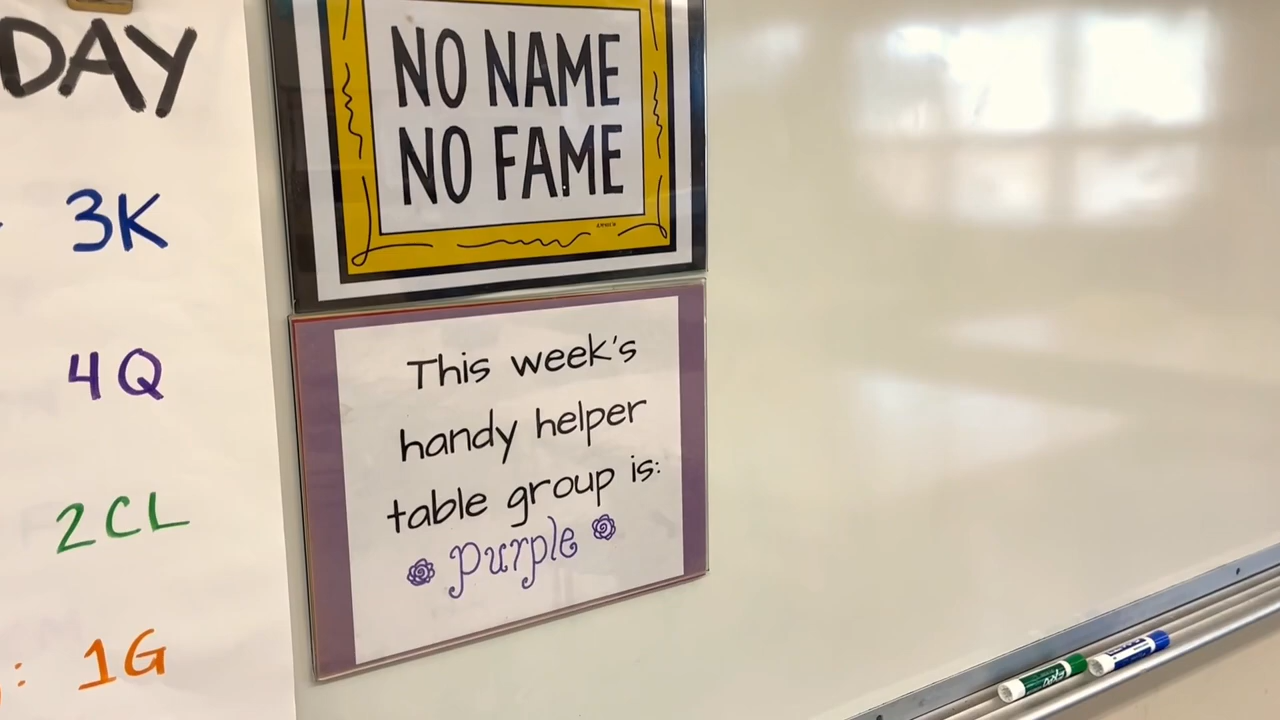 DAY
3K
4Q
2CL
: 1G
NO NAME
NO FAME
This week's
handy helper
table group is:
purple